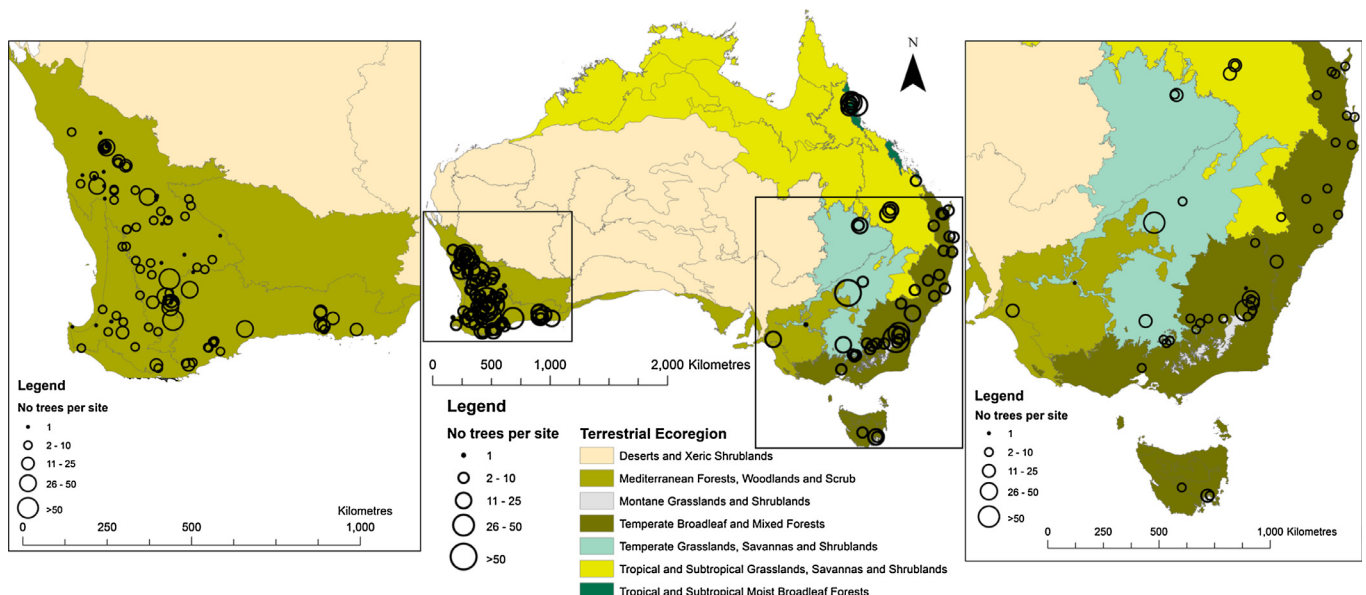 Legend
No trees per site
1
2 - 10
11 - 25
26 - 50
>50
Kilometres
0 250 500 1,000
N
0 500 1,000 2,000 Kilometres
Legend
No trees per site
1
2 - 10
11 - 25
26 - 50
>50
Terrestrial Ecoregion
Deserts and Xeric Shrublands
Mediterranean Forests, Woodlands and Scrub
Montane Grasslands and Shrublands
Temperate Broadleaf and Mixed Forests
Temperate Grasslands, Savannas and Shrublands
Tropical and Subtropical Grasslands, Savannas and Shrublands
Tropical and Subtropical Moist Broadleaf Forests
Legend
No trees per site
1
2 - 10
11 - 25
26 - 50
>50
0 250 500 1,000 Kilometres